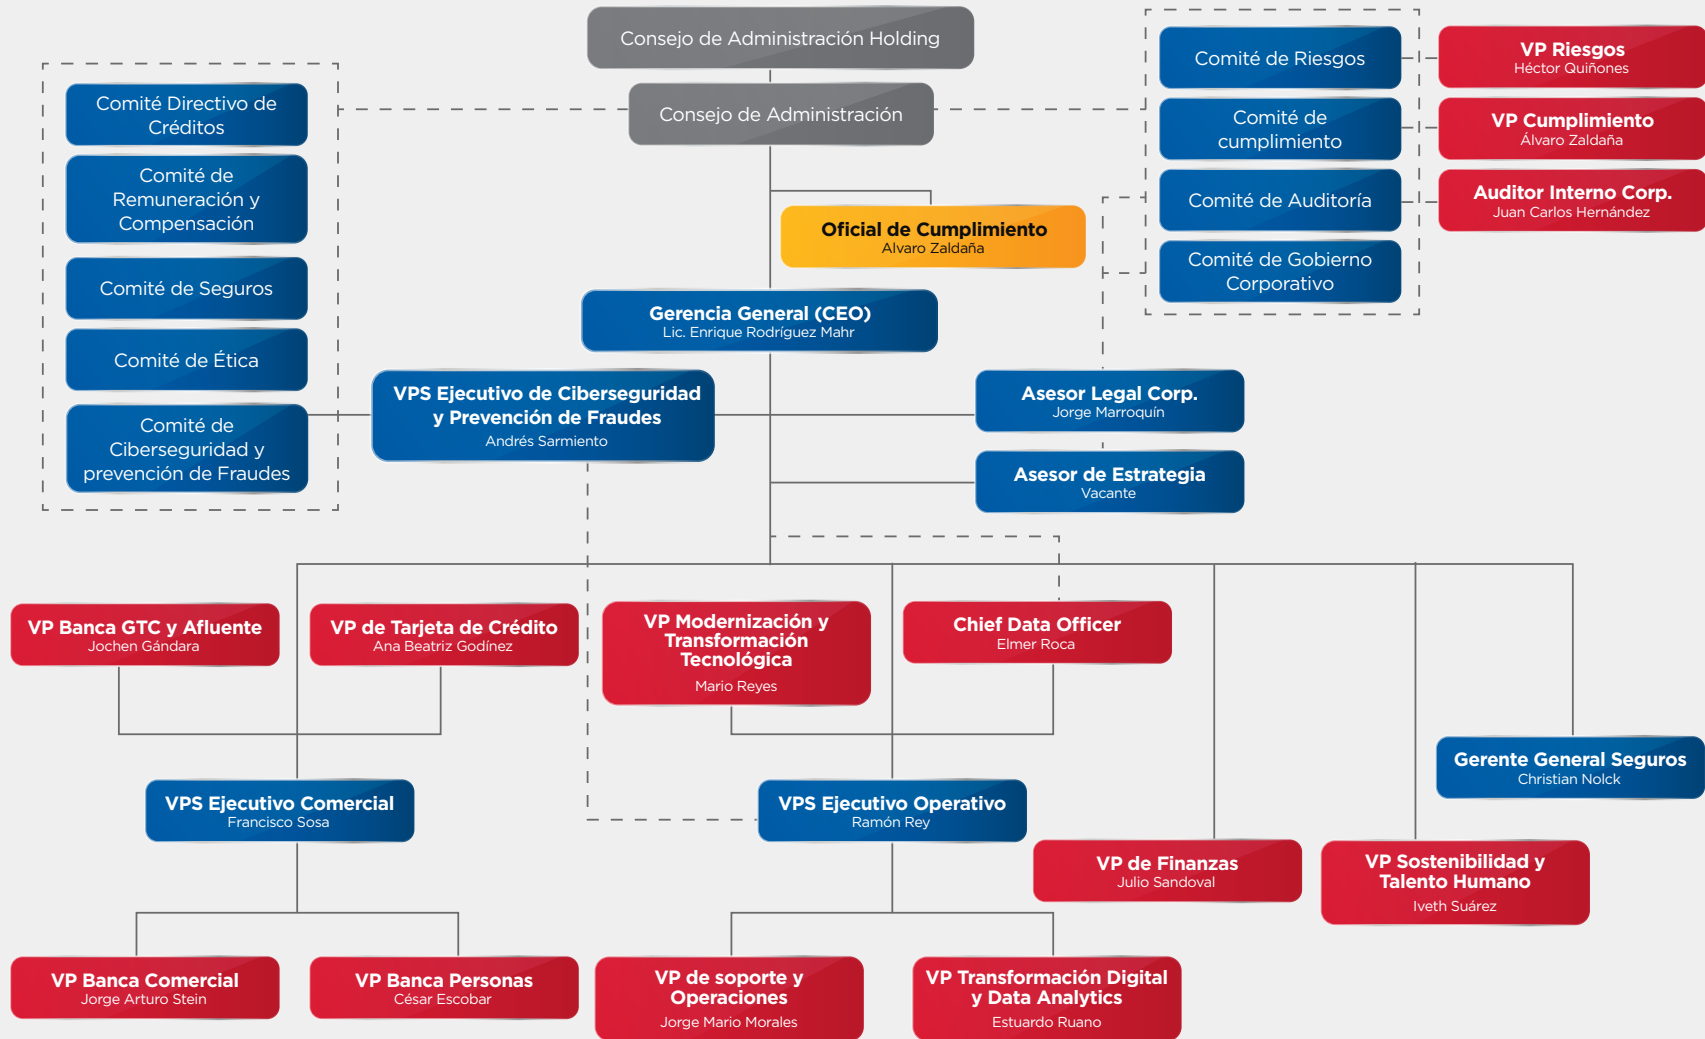 Consejo de Administración Holding
Consejo de Administración
Comité Directivo de
Créditos
Comité de
Remuneración y
Compensación
Comité de Seguros
Comité de Ética
Comité de
Ciberseguridad y
prevención de Fraudes
Comité de Riesgos
Comité de
cumplimiento
Comité de Auditoría
Comité de Gobierno
Corporativo
VP Riesgos
Héctor Quiñones
VP Cumplimiento
Álvaro Zaldaña
Auditor Interno Corp.
Juan Carlos Hernández
Oficial de Cumplimiento
Alvaro Zaldaña
Gerencia General (CEO)
Lic. Enrique Rodríguez Mahr
VPS Ejecutivo de Ciberseguridad
y Prevención de Fraudes
Andrés Sarmiento
Asesor Legal Corp.
Jorge Marroquín
Asesor de Estrategia
Vacante
VP Banca GTC y Afluente
Jochen Gándara
VP de Tarjeta de Crédito
Ana Beatriz Godínez
VP Modernización y
Transformación
Tecnológica
Mario Reyes
Chief Data Officer
Elmer Roca
Gerente General Seguros
Christian Nolck
VPS Ejecutivo Comercial
Francisco Sosa
VPS Ejecutivo Operativo
Ramón Rey
VP de Finanzas
Julio Sandoval
VP Sostenibilidad y
Talento Humano
Iveth Suárez
VP Banca Comercial
Jorge Arturo Stein
VP Banca Personas
César Escobar
VP de soporte y
Operaciones
Jorge Mario Morales
VP Transformación Digital
y Data Analytics
Estuardo Ruano